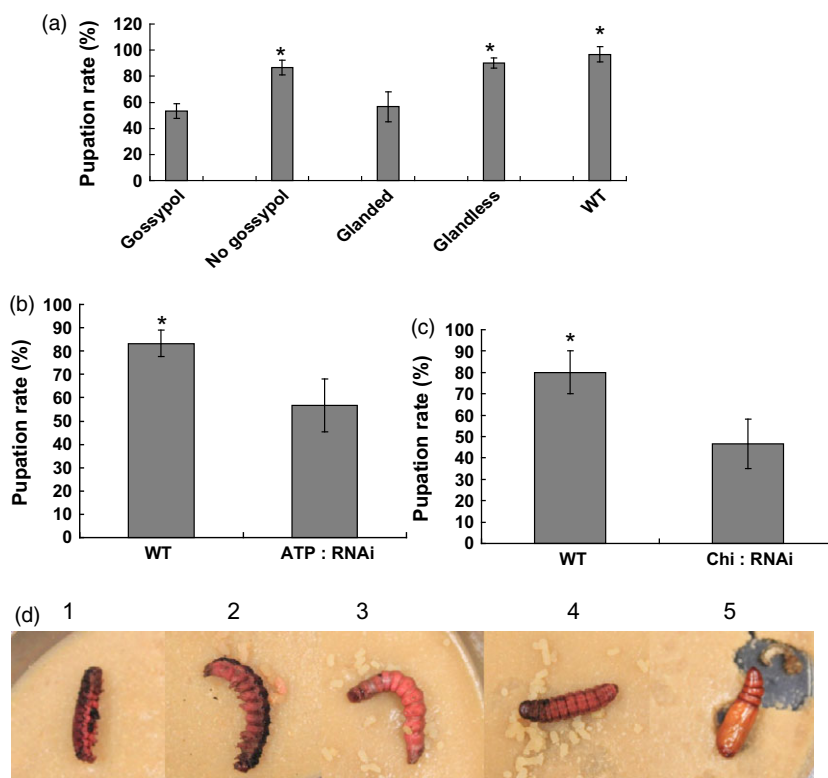 (a)
Pupation rate (%)
120
100
80
60
40
20
0
*
*
*
Gossypol
No gossypol
Glanded
Glandless
WT
(b)
Pupation rate (%)
100
90
80
70
60
50
40
30
20
10
0
*
WT
ATP : RNAi
(c)
Pupation rate (%)
100
90
80
70
60
50
40
30
20
10
0
*
WT
Chi : RNAi
(d)
1 2 3 4 5